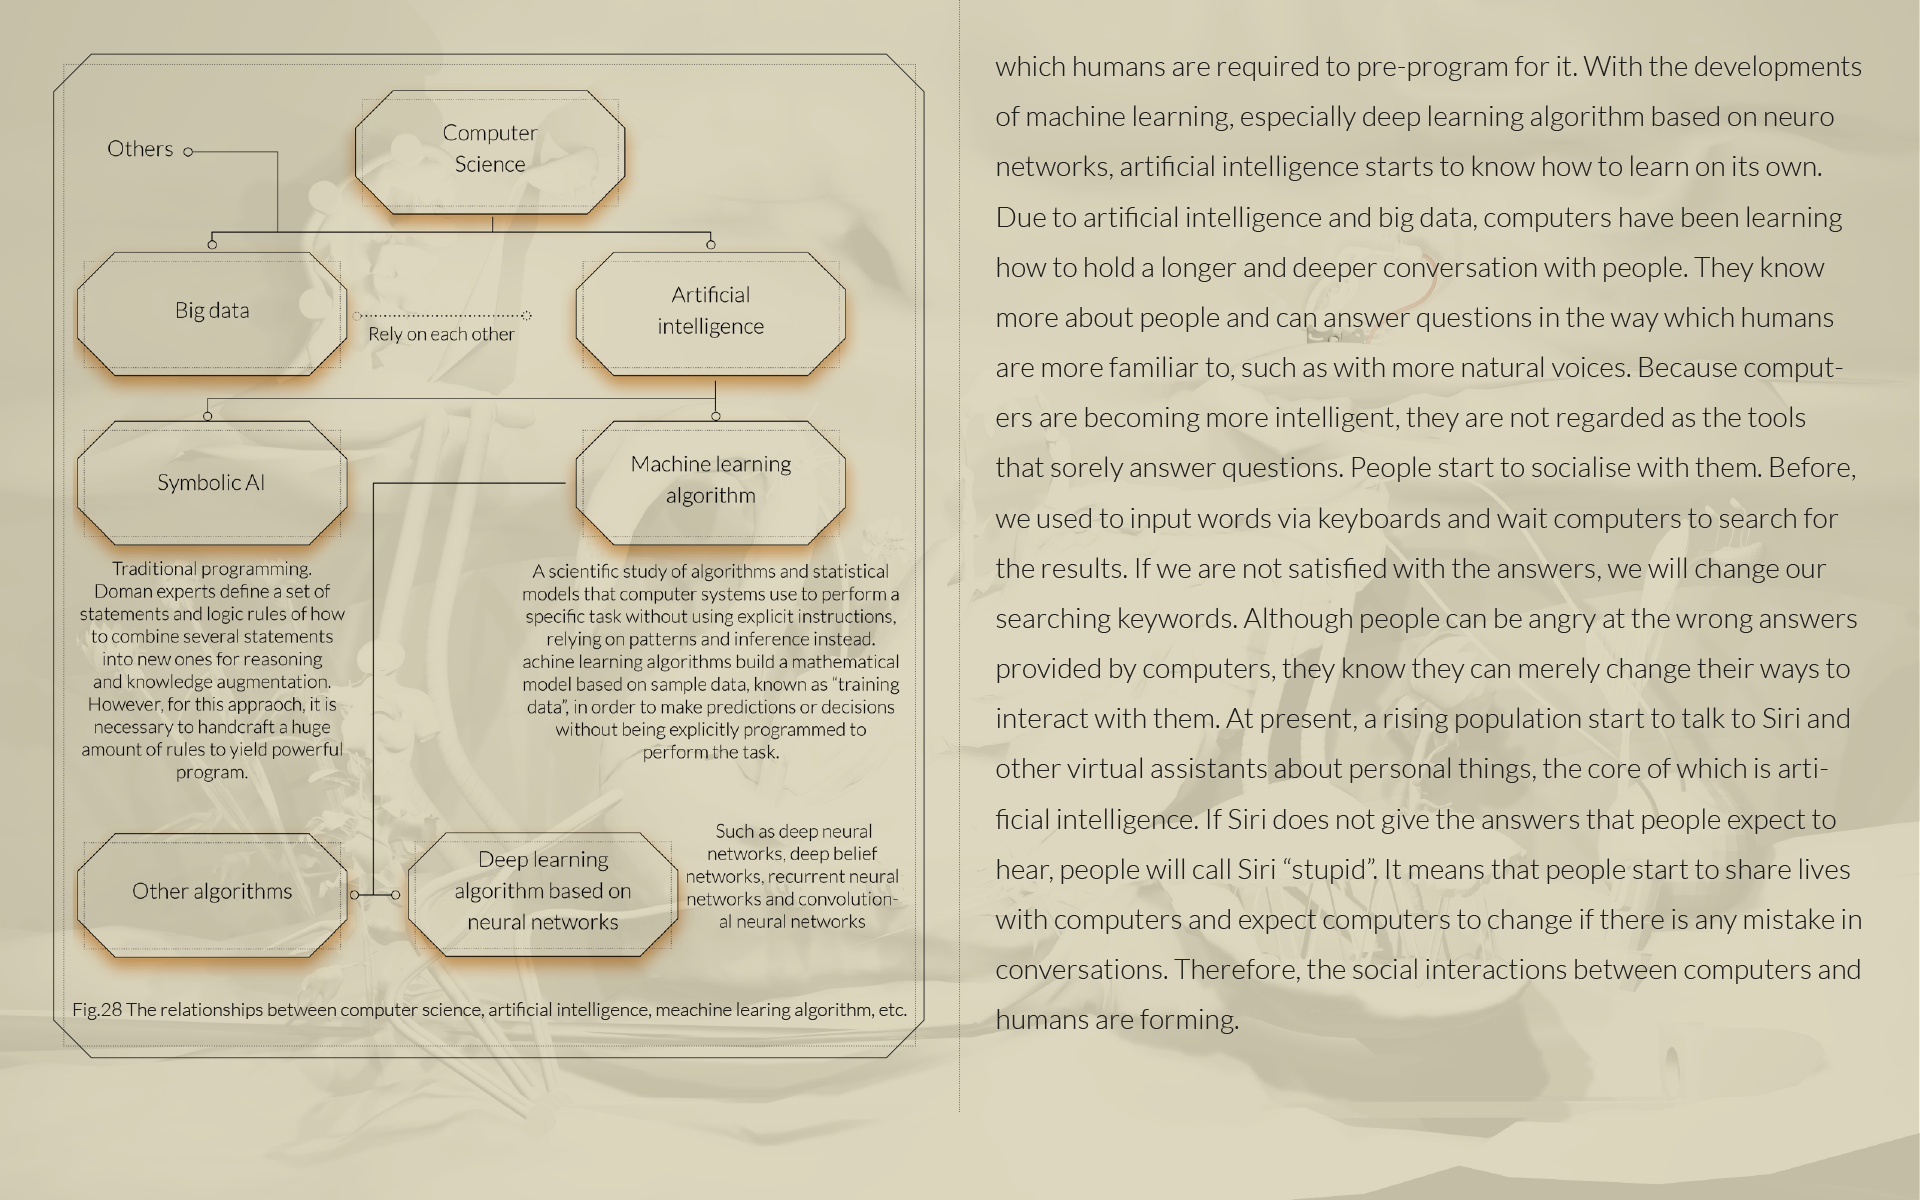 Computer
Science
Others
Big data
Rely on each other
Artificial
intelligence
Symbolic AI
Machine learning
algorithm
Traditional programming.
Doman experts define a set of
statements and logic rules of how
to combine several statements
into new ones for reasoning
and knowledge augmentation.
However, for this appraoch, it is
necessary to handcraft a huge
amount of rules to yield powerful
program.
A scientific study of algorithms and statistical
models that computer systems use to perform a
specific task without using explicit instructions,
relying on patterns and inference instead.
achine learning algorithms build a mathematical
model based on sample data, known as “training
data”, in order to make predictions or decisions
without being explicitly programmed to
perform the task.
Other algorithms
Deep learning
algorithm based on
neural networks
Such as deep neural
networks, deep belief
networks, recurrent neural
networks and convolution-
al neural networks
Fig.28 The relationships between computer science, artificial intelligence, meachine learing algorithm, etc.
which humans are required to pre-program for it. With the developments
of machine learning, especially deep learning algorithm based on neuro
networks, artificial intelligence starts to know how to learn on its own.
Due to artificial intelligence and big data, computers have been learning
how to hold a longer and deeper conversation with people. They know
more about people and can answer questions in the way which humans
are more familiar to, such as with more natural voices. Because comput-
ers are becoming more intelligent, they are not regarded as the tools
that sorely answer questions. People start to socialise with them. Before,
we used to input words via keyboards and wait computers to search for
the results. If we are not satisfied with the answers, we will change our
searching keywords. Although people can be angry at the wrong answers
provided by computers, they know they can merely change their ways to
interact with them. At present, a rising population start to talk to Siri and
other virtual assistants about personal things, the core of which is arti-
ficial intelligence. If Siri does not give the answers that people expect to
hear, people will call Siri “stupid”. It means that people start to share lives
with computers and expect computers to change if there is any mistake in
conversations. Therefore, the social interactions between computers and
humans are forming.